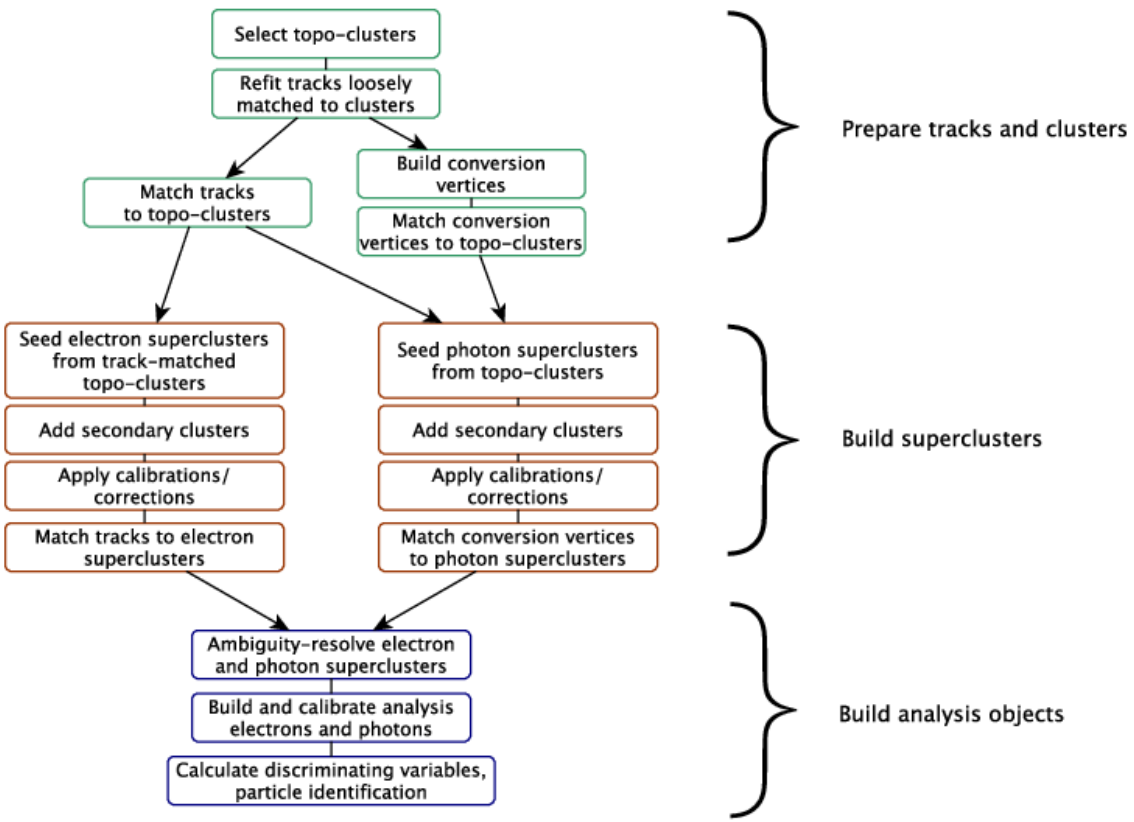 Select topo-clusters
Refit tracks loosely
matched to clusters
Build conversion
vertices
Match tracks
to topo-clusters
Match conversion
vertices to topo-clusters
Prepare tracks and clusters
Seed electron superclusters
from track-matched
topo-clusters
Add secondary clusters
Apply calibrations/
corrections
Match tracks to electron
superclusters
Seed photon superclusters
from topo-clusters
Add secondary clusters
Apply calibrations/
corrections
Match conversion vertices
to photon superclusters
Build superclusters
Ambiguity-resolve electron
and photon superclusters
Build and calibrate analysis
electrons and photons
Calculate discriminating variables,
particle identification
Build analysis objects